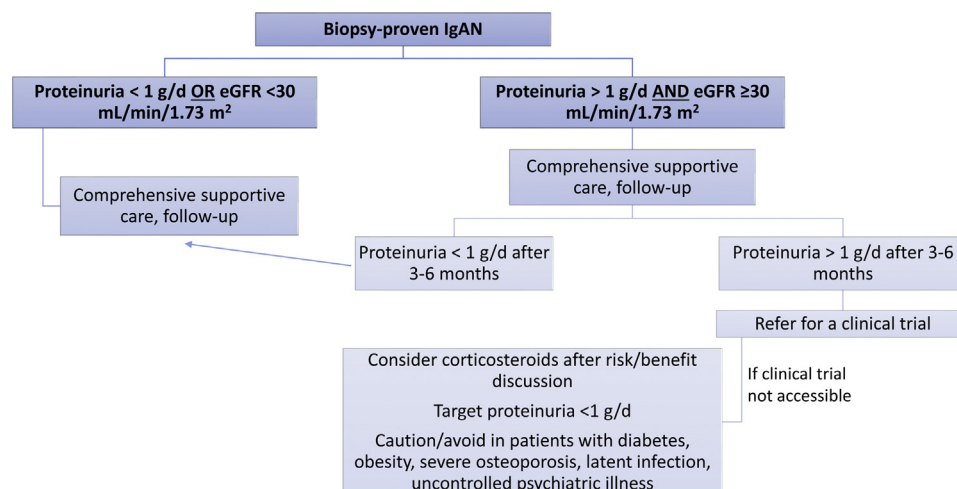 Biopsy-proven IgAN
Proteinuria < 1 g/d OR eGFR <30
mL/min/1.73 m²
Proteinuria > 1 g/d AND eGFR ≥30
mL/min/1.73 m²
Comprehensive supportive
care, follow-up
Comprehensive supportive
care, follow-up
Proteinuria < 1 g/d after
3-6 months
Proteinuria > 1 g/d after 3-6
months
Refer for a clinical trial
If clinical trial
not accessible
Consider corticosteroids after risk/benefit
discussion
Target proteinuria <1 g/d
Caution/avoid in patients with diabetes,
obesity, severe osteoporosis, latent infection,
uncontrolled psychiatric illness